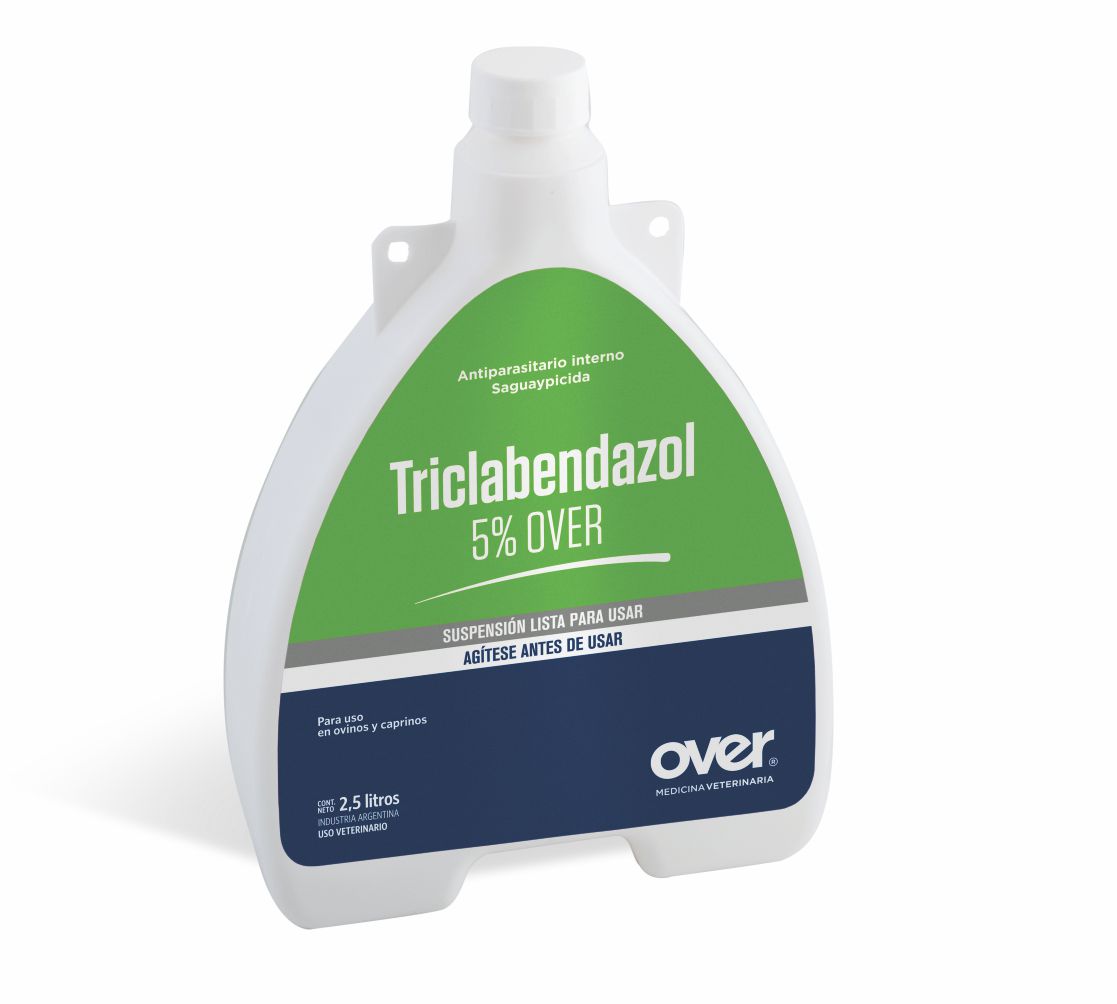 Antiparasitario interno
Saguaypicida
Triclabendazol
5% OVER
SUSPENSIÓN LISTA PARA USAR
AGÍTESE ANTES DE USAR
Para uso
en ovinos y caprinos
CONT. NETO 2,5 litros
INDUSTRIA ARGENTINA
USO VETERINARIO
over®
MEDICINA VETERINARIA